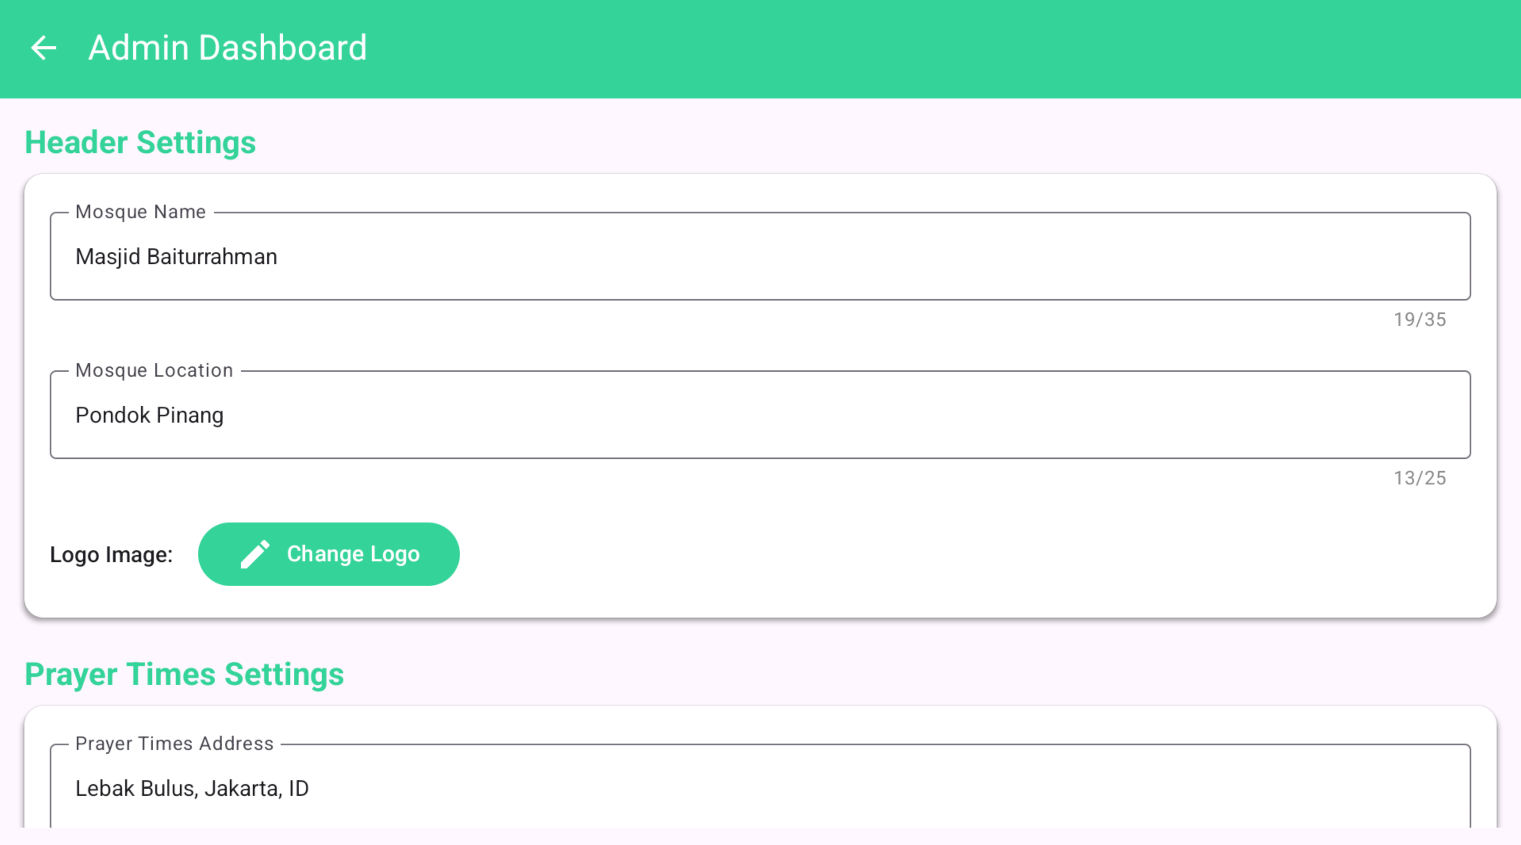 Admin Dashboard
Header Settings
Mosque Name
Masjid Baiturrahman
19/35
Mosque Location
Pondok Pinang
13/25
Logo Image:
Change Logo
Prayer Times Settings
Prayer Times Address
Lebak Bulus, Jakarta, ID